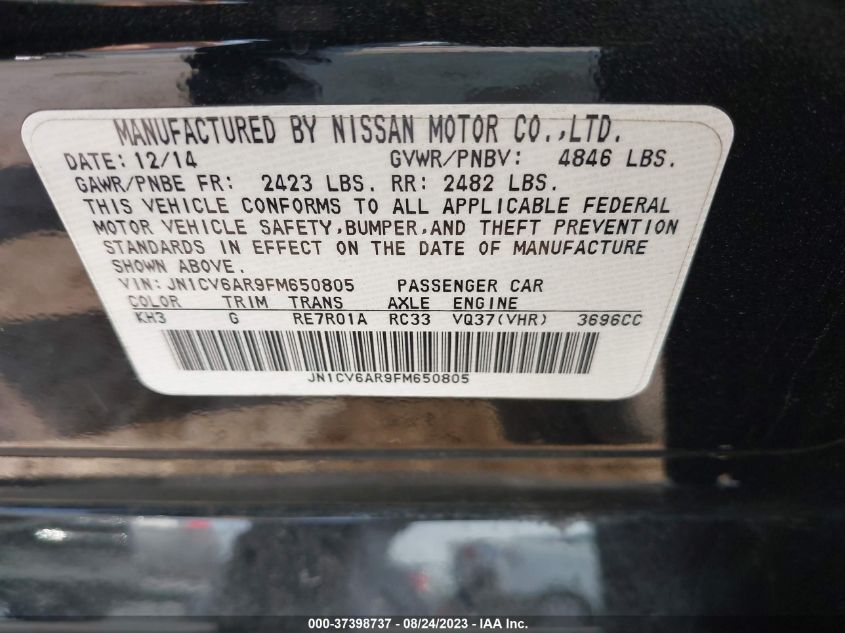 MANUFACTURED BY NISSAN MOTOR CO.,LTD.
DATE: 12/14 GVWR/PNBV: 4846 LBS.
GAWR/PNBE FR: 2423 LBS. RR: 2482 LBS.
THIS VEHICLE CONFORMS TO ALL APPLICABLE FEDERAL
MOTOR VEHICLE SAFETY,BUMPER,AND THEFT PREVENTION
STANDARDS IN EFFECT ON THE DATE OF MANUFACTURE
SHOWN ABOVE.
VIN: JN1CV6AR9FM650805 PASSENGER CAR
COLOR TRIM TRANS AXLE ENGINE
KH3 G RE7R01A RC33 VQ37(VHR) 3696CC
JN1CV6AR9FM650805
000-37398737 - 08/24/2023 - IAA Inc.